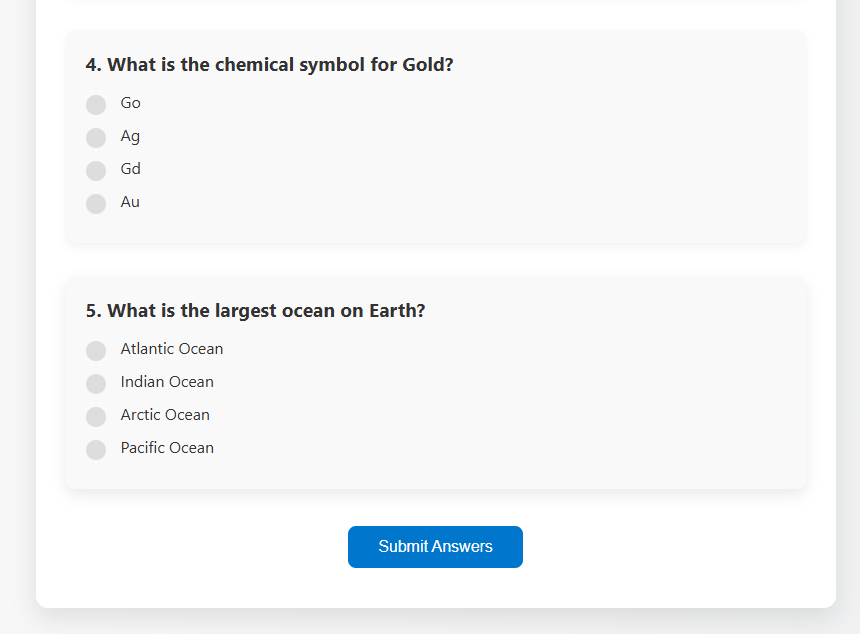 4. What is the chemical symbol for Gold?
Go
Ag
Gd
Au
5. What is the largest ocean on Earth?
Atlantic Ocean
Indian Ocean
Arctic Ocean
Pacific Ocean
Submit Answers